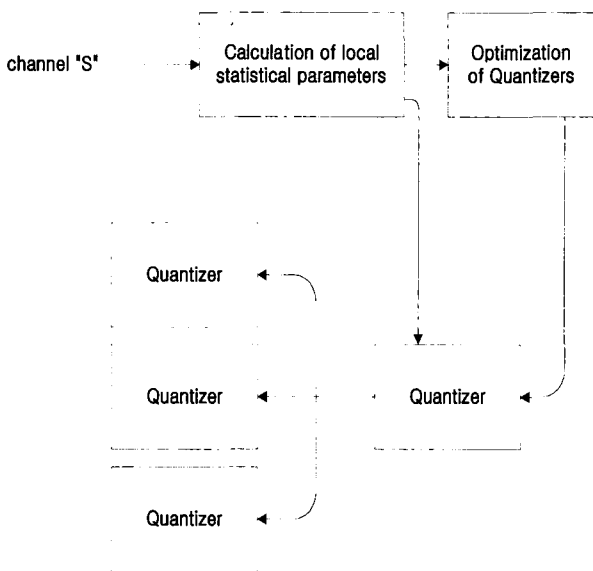 channel "S"
Calculation of local
statistical parameters
Optimization
of Quantizers
Quantizer
Quantizer
Quantizer
Quantizer